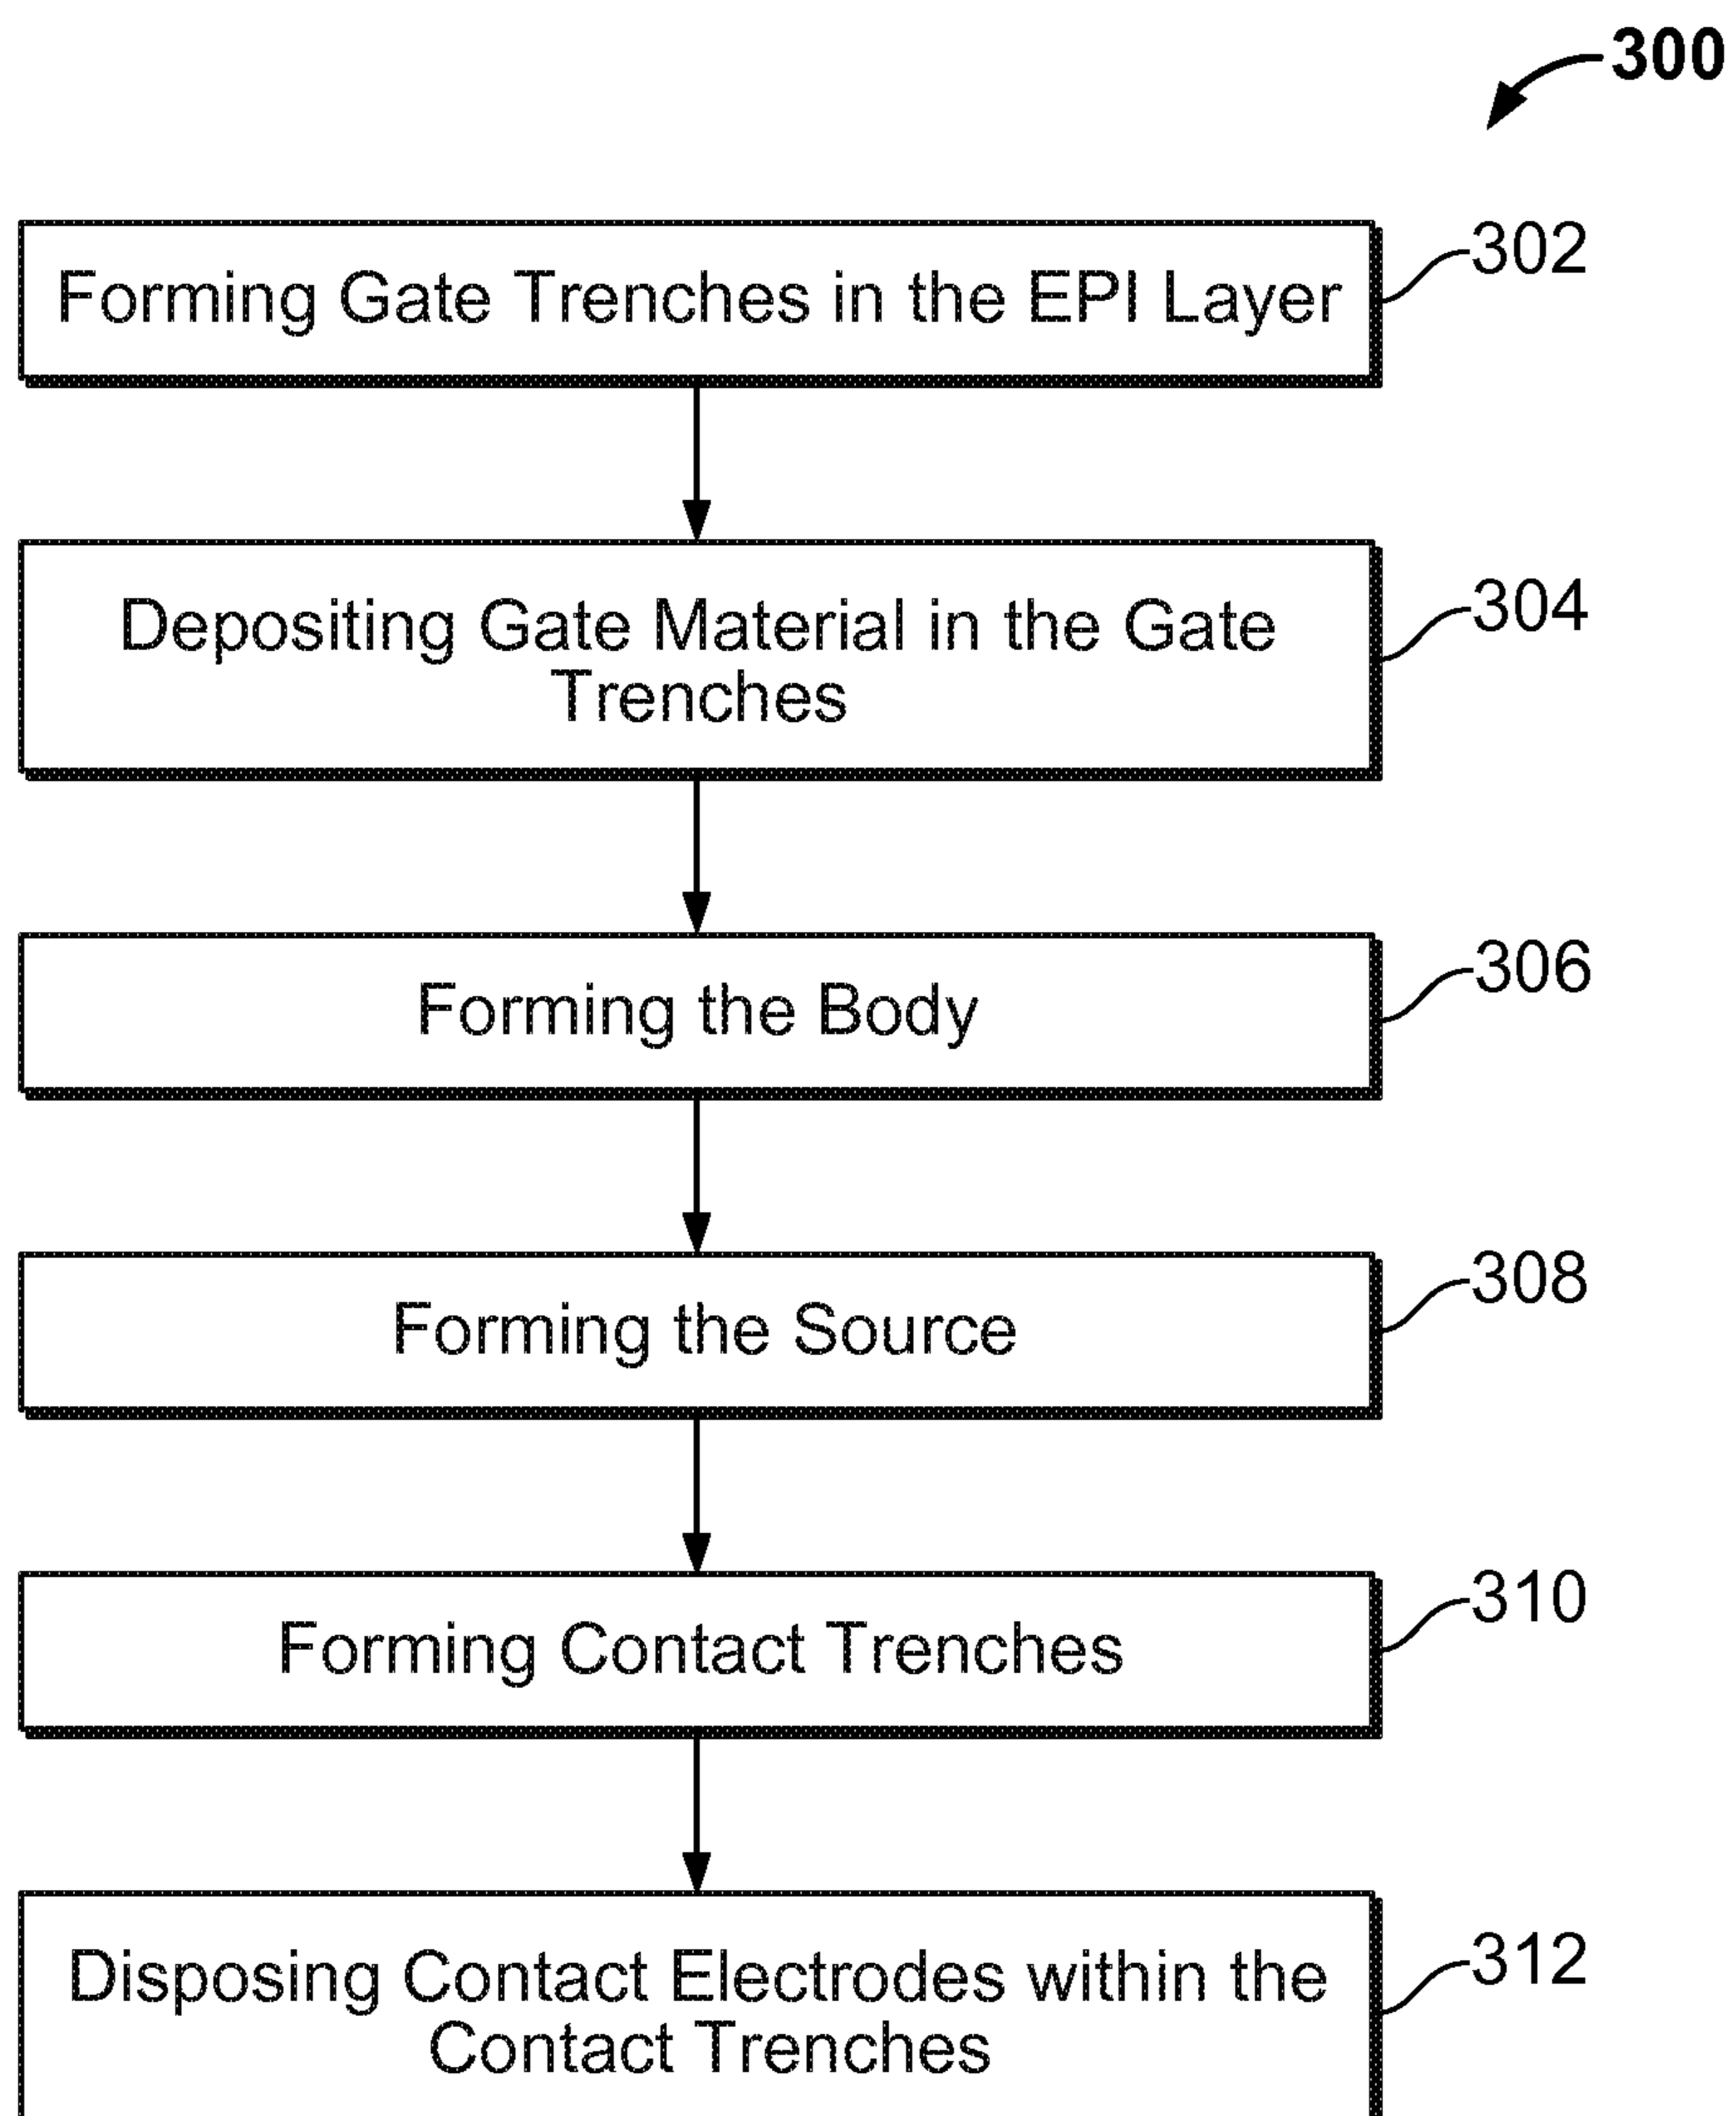 300
Forming Gate Trenches in the EPI Layer
302
Depositing Gate Material in the Gate
Trenches
304
Forming the Body
306
Forming the Source
308
Forming Contact Trenches
310
Disposing Contact Electrodes within the
Contact Trenches
312